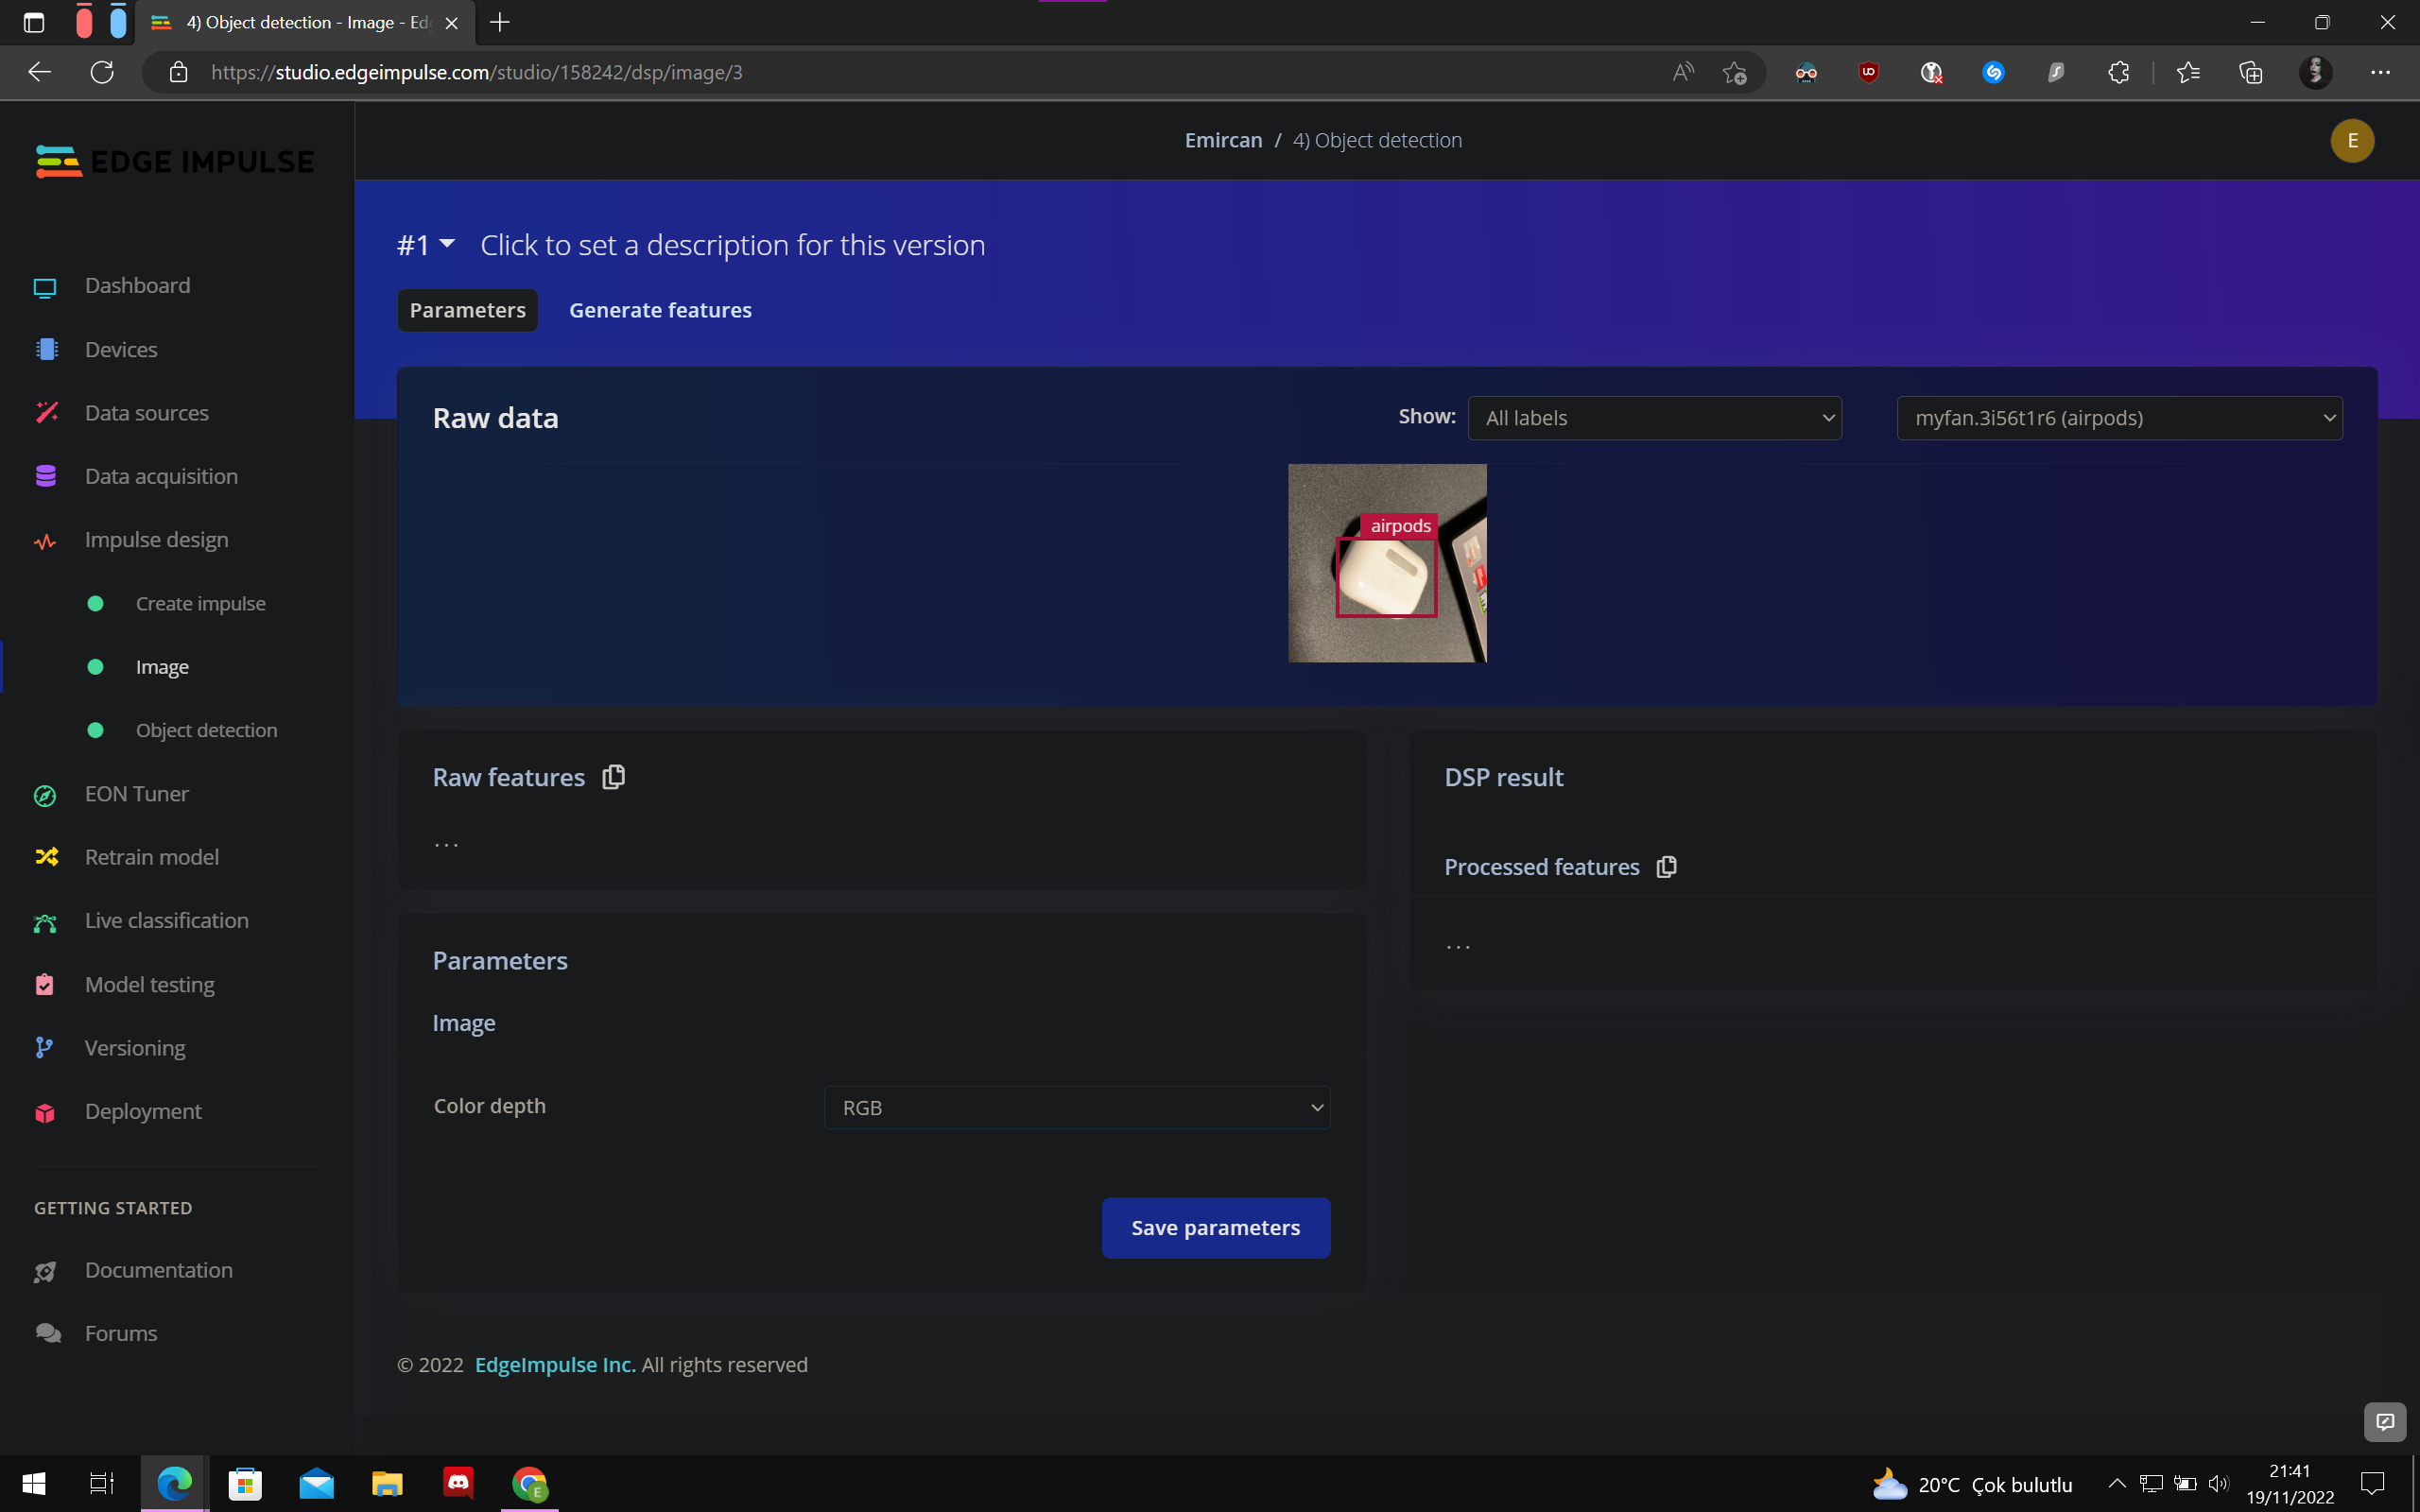 4) Object detection - Image - Ed
https://studio.edgeimpulse.com/studio/158242/dsp/image/3
EDGE IMPULSE
Emircan / 4) Object detection
E
#1 Click to set a description for this version
Parameters
Generate features
Dashboard
Devices
Data sources
Data acquisition
Impulse design
Create impulse
Image
Object detection
EON Tuner
Retrain model
Live classification
Model testing
Versioning
Deployment
GETTING STARTED
Documentation
Forums
Raw data
Show: All labels
myfan.3i56t1r6 (airpods)
airpods
Raw features
...
DSP result
Processed features
...
Parameters
Image
Color depth
RGB
Save parameters
© 2022 EdgeImpulse Inc. All rights reserved
E
20°C Çok bulutlu
21:41
19/11/2022